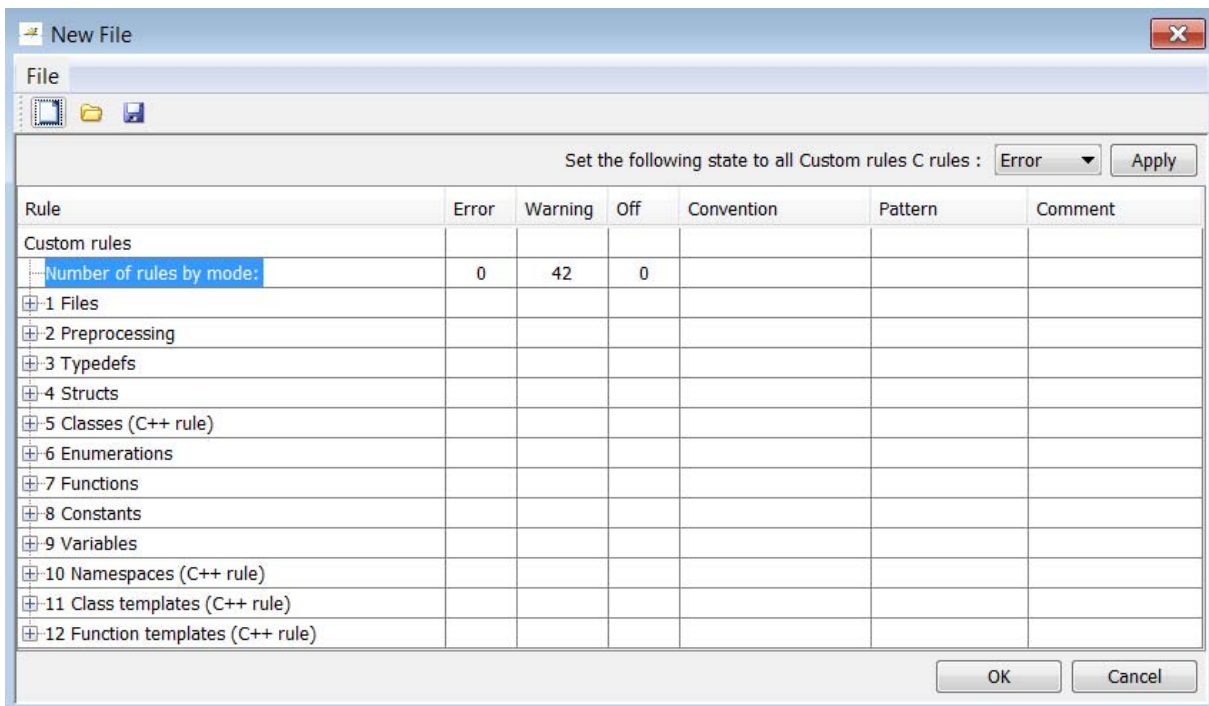 New File
File
Set the following state to all Custom rules C rules : Error Apply
Rule Error Warning Off Convention Pattern Comment
Custom rules
Number of rules by mode: 0 42 0
1 Files
2 Preprocessing
3 Typedefs
4 Structs
5 Classes (C++ rule)
6 Enumerations
7 Functions
8 Constants
9 Variables
10 Namespaces (C++ rule)
11 Class templates (C++ rule)
12 Function templates (C++ rule)
OK Cancel